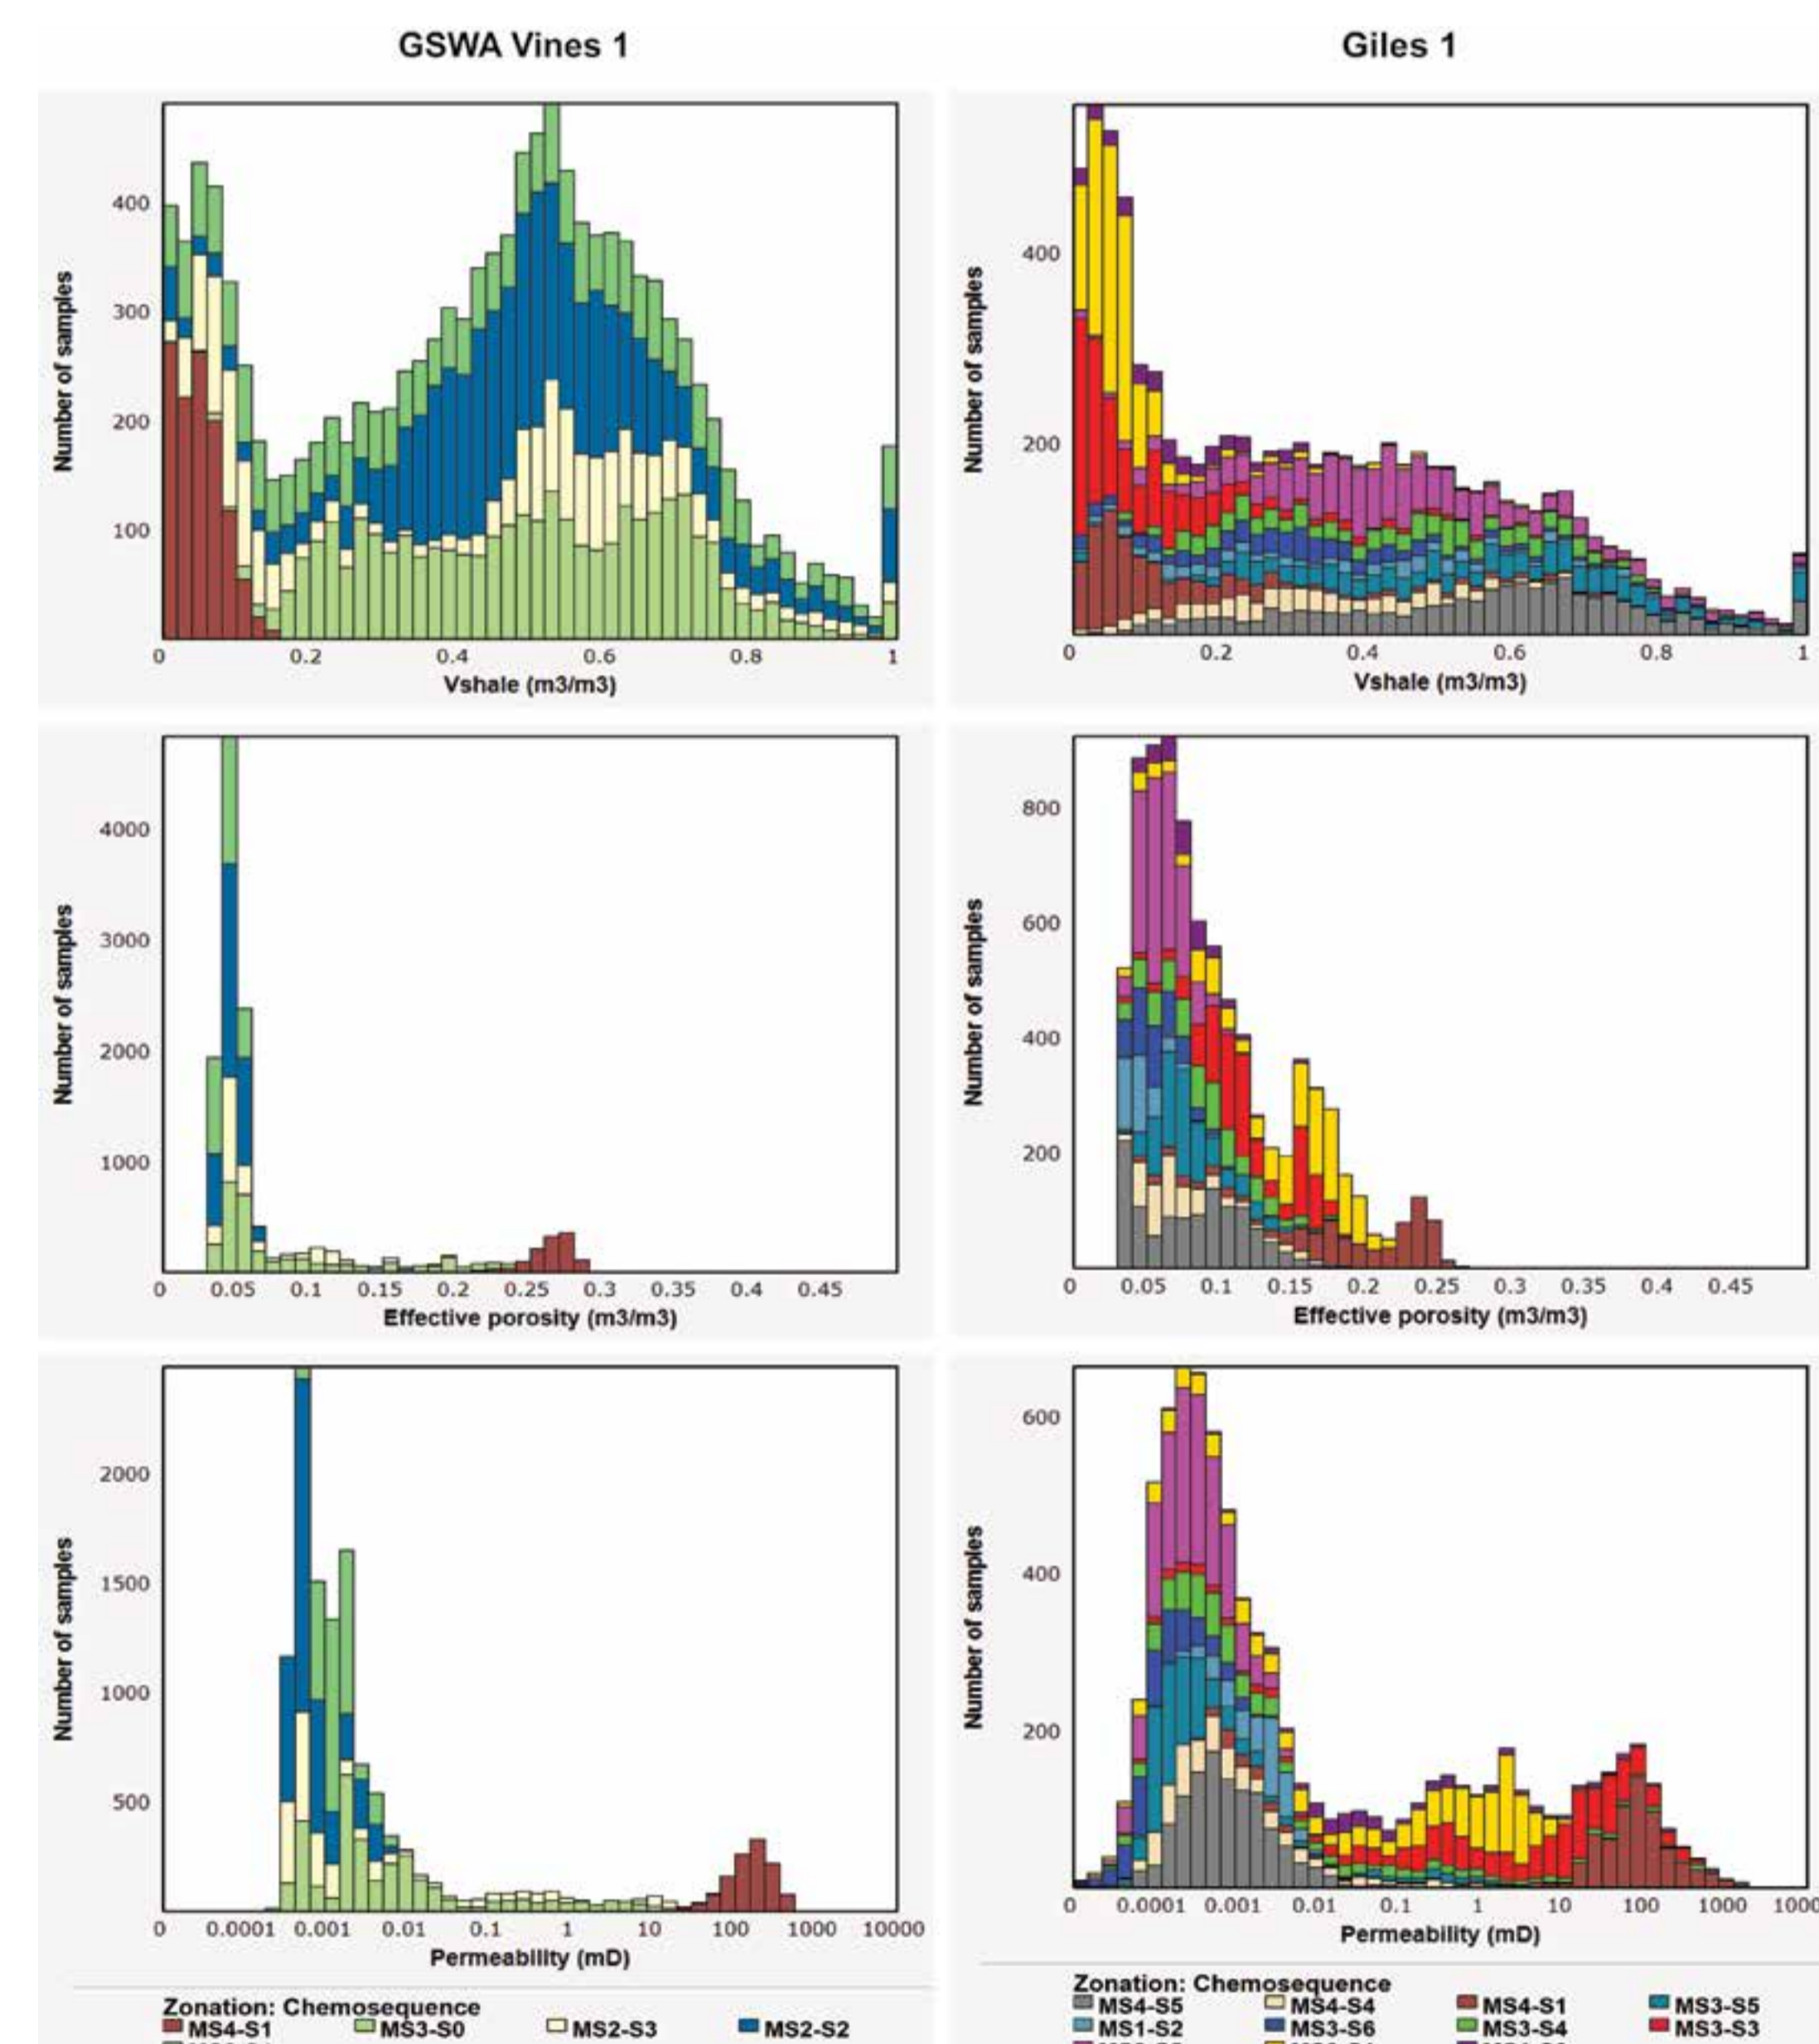 GSWA Vines 1
Giles 1
Number of samples
400
300
200
100
0 0.2 0.4 0.6 0.8 1
Vshale (m3/m3)
Number of samples
400
200
0 0.2 0.4 0.6 0.8 1
Vshale (m3/m3)
Number of samples
4000
3000
2000
1000
0 0.05 0.1 0.15 0.2 0.25 0.3 0.35 0.4 0.45
Effective porosity (m3/m3)
Number of samples
800
600
400
200
0 0.05 0.1 0.15 0.2 0.25 0.3 0.35 0.4 0.45
Effective porosity (m3/m3)
Number of samples
2000
1500
1000
500
0 0.0001 0.001 0.01 0.1 1 10 100 1000 10000
Permeability (mD)
Number of samples
600
400
200
0 0.0001 0.001 0.01 0.1 1 10 100 1000 1000
Permeability (mD)
Zonation: Chemosequence
MS4-S1 MS3-S0 MS2-S3 MS2-S2
Zonation: Chemosequence
MS4-S5 MS4-S4 MS4-S1 MS3-S5
MS1-S2 MS3-S6 MS3-S4 MS3-S3